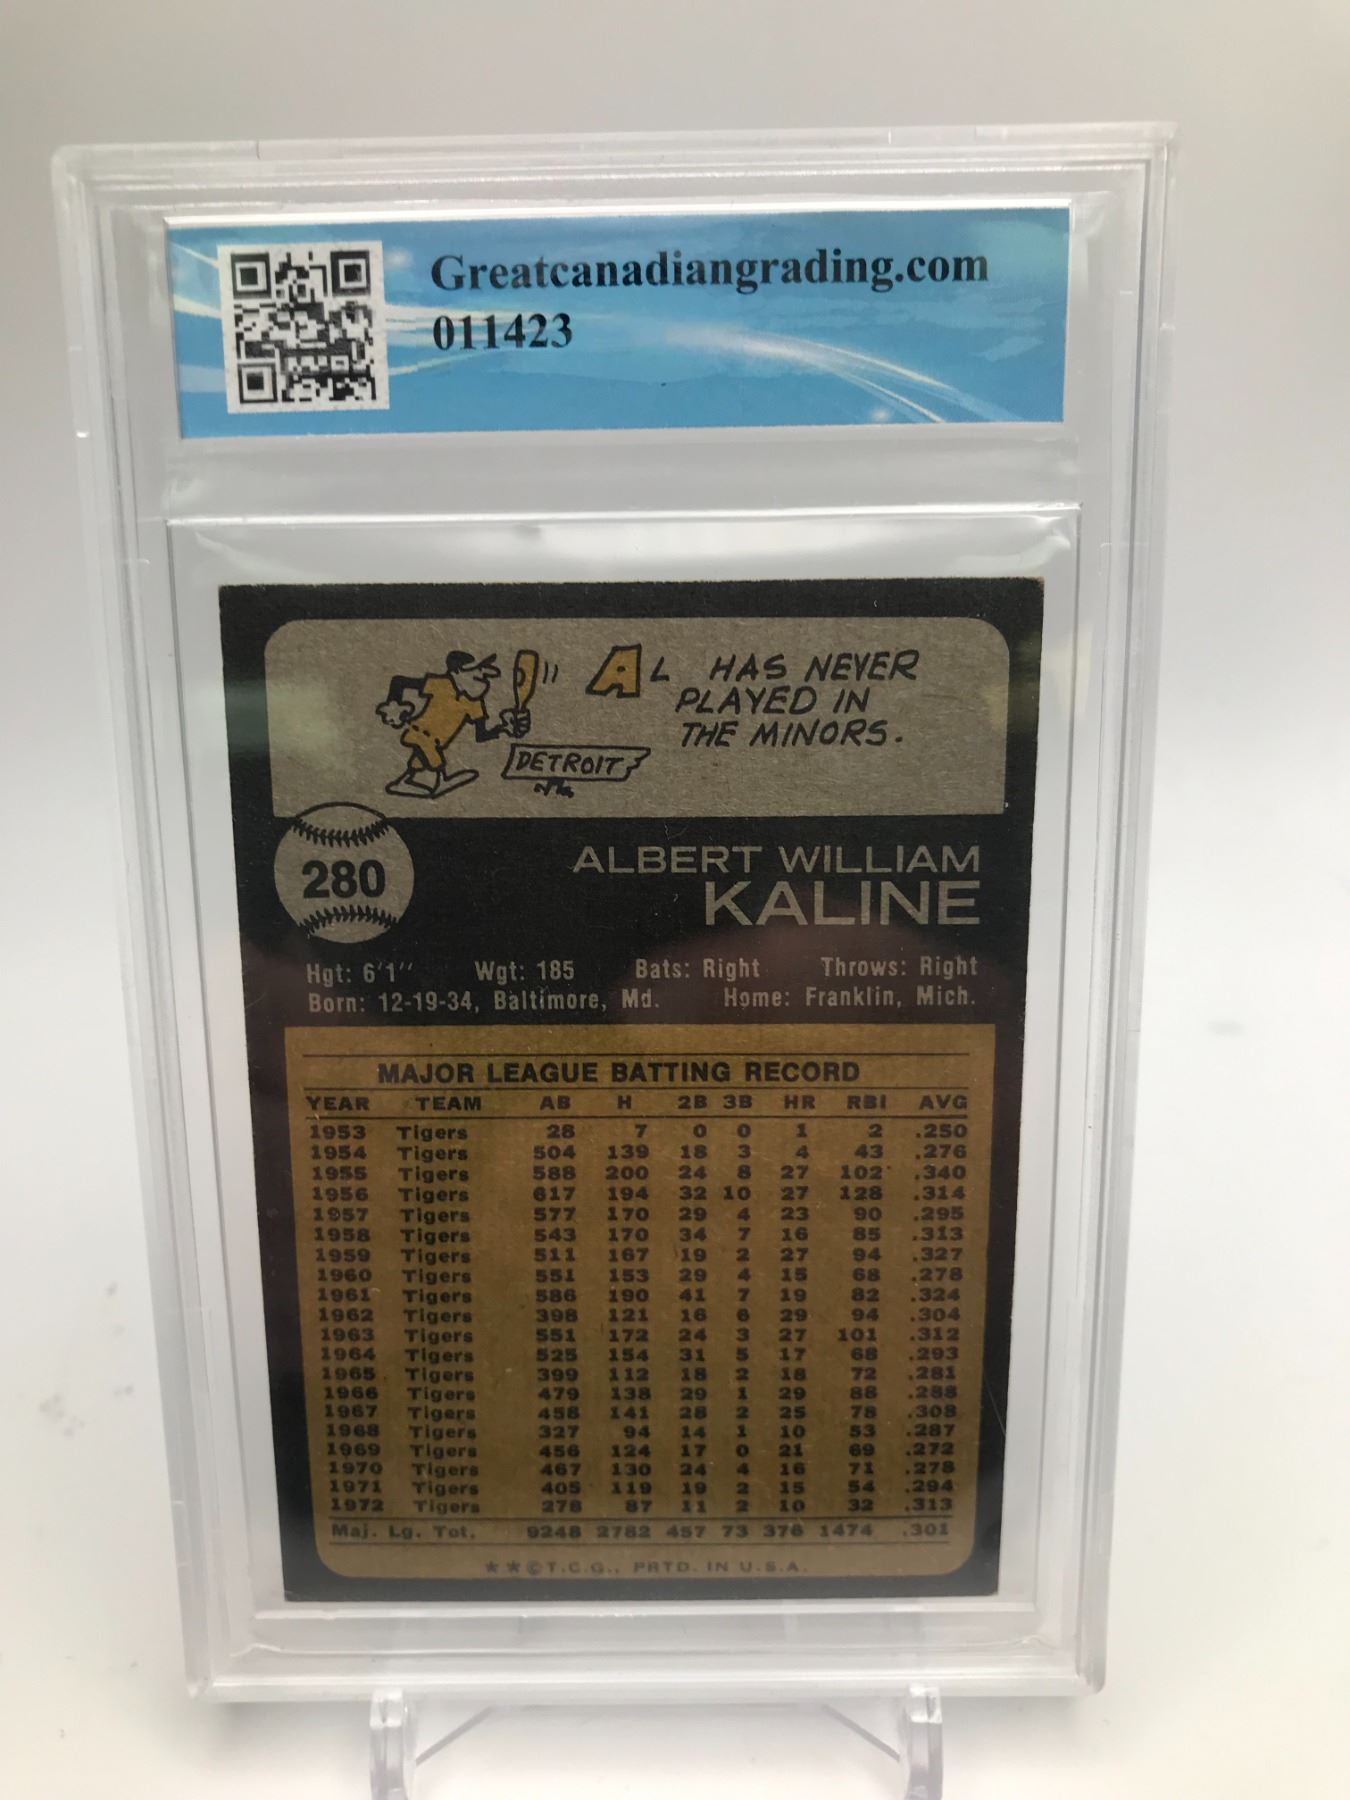 Greatcanadiangrading.com
011423
AL HAS NEVER
PLAYED IN
THE MINORS.
DETROIT
280
ALBERT WILLIAM
KALINE
Hgt: 6'1" Wgt: 185 Bats: Right Throws: Right
Born: 12-19-34, Baltimore, Md. Home: Franklin, Mich.
MAJOR LEAGUE BATTING RECORD
YEAR TEAM AB H 2B 3B HR RBI AVG
1953 Tigers 28 7 0 0 1 2 .250
1954 Tigers 504 139 18 3 4 43 .276
1955 Tigers 588 200 24 8 27 102 .340
1956 Tigers 617 194 32 10 27 128 .314
1957 Tigers 577 170 29 4 23 90 .295
1958 Tigers 543 170 34 7 16 85 .313
1959 Tigers 511 167 19 2 27 94 .327
1960 Tigers 551 153 29 4 15 68 .278
1961 Tigers 586 190 41 7 19 82 .324
1962 Tigers 398 121 16 6 29 94 .304
1963 Tigers 551 172 24 3 27 101 .312
1964 Tigers 525 154 31 5 17 68 .293
1965 Tigers 399 112 18 2 18 72 .281
1966 Tigers 479 138 29 1 29 88 .288
1967 Tigers 458 141 28 2 25 78 .308
1968 Tigers 327 94 14 1 10 53 .287
1969 Tigers 456 124 17 0 21 69 .272
1970 Tigers 467 130 24 4 16 71 .278
1971 Tigers 405 119 19 2 15 54 .294
1972 Tigers 278 87 11 2 10 32 .313
Maj. Lg. Tot. 9248 2782 457 73 376 1474 .301
★★©T.C.G., PRTD. IN U.S.A.